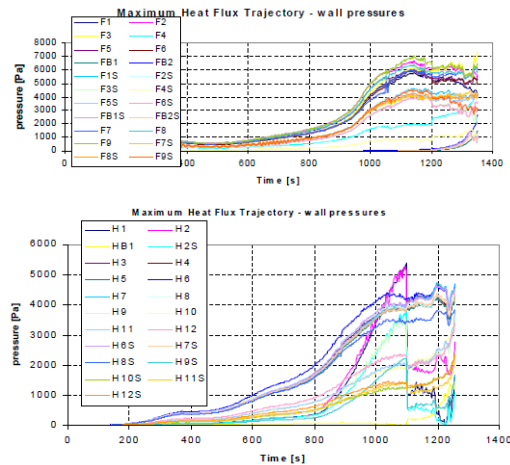 Maximum Heat Flux Trajectory - wall pressures
pressure [Pa]
8000
7000
6000
5000
4000
3000
2000
1000
0
F1 F2
F3 F4
F5 F6
FB1 FB2
F1S F2S
F3S F4S
F5S F6S
FB1S FB2S
F7 F8
F9 F7S
F8S F9S
0 200 400 600 800 1000 1200 1400
Time [s]
Maximum Heat Flux Trajectory - wall pressures
pressure [Pa]
6000
5000
4000
3000
2000
1000
0
H1 H2
HB1 H2S
H3 H4
H5 H6
H7 H8
H9 H10
H11 H12
H6S H7S
H8S H9S
H10S H11S
H12S
0 200 400 600 800 1000 1200 1400
Time [s]